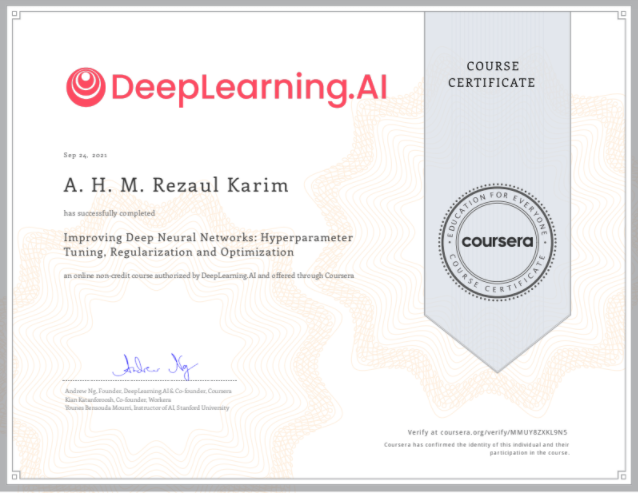 DeepLearning.AI
COURSE
CERTIFICATE
Sep 24, 2021
A. H. M. Rezaul Karim
has successfully completed
Improving Deep Neural Networks: Hyperparameter
Tuning, Regularization and Optimization
an online non-credit course authorized by DeepLearning.AI and offered through Coursera
EDUCATION FOR EVERYONE
coursera
COURSE CERTIFICATE
Andrew Ng
Andrew Ng, Founder, DeepLearning.AI & Co-founder, Coursera
Kian Katanforoosh, Co-founder, Workera
Younes Bensouda Mourri, Instructor of AI, Stanford University
Verify at coursera.org/verify/MMUY8ZXKL9N5
Coursera has confirmed the identity of this individual and their
participation in the course.